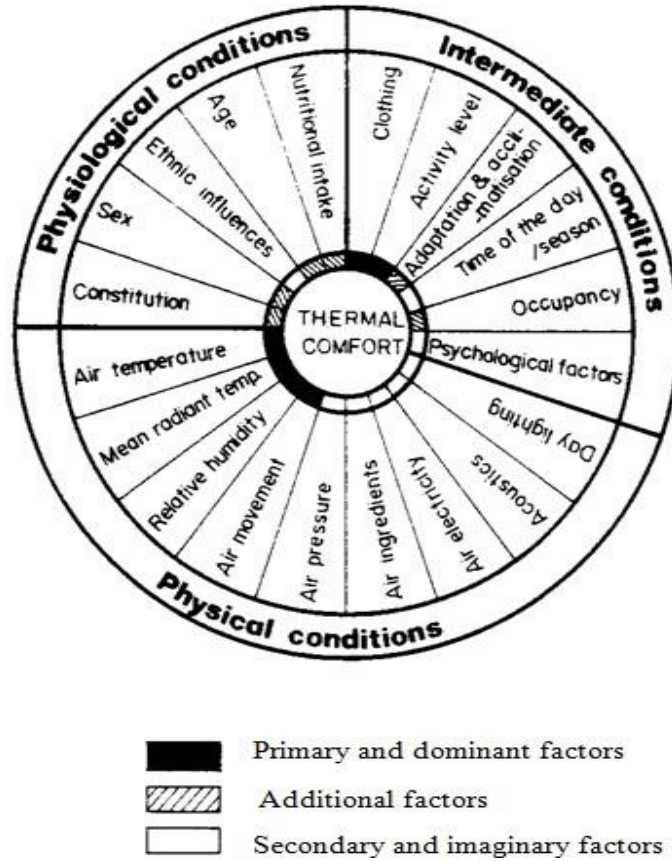 Physiological conditions
Intermediate conditions
Physical conditions
Constitution
Sex
Ethnic influences
Age
Nutritional intake
Clothing
Activity level
Adaptation & accli-
-matisation
Time of the day
/season
Occupancy
Psychological factors
Day lighting
Acoustics
Air electricity
Air ingredients
Air pressure
Air movement
Relative humidity
Mean radiant temp.
Air temperature
THERMAL
COMFORT
Primary and dominant factors
Additional factors
Secondary and imaginary factors